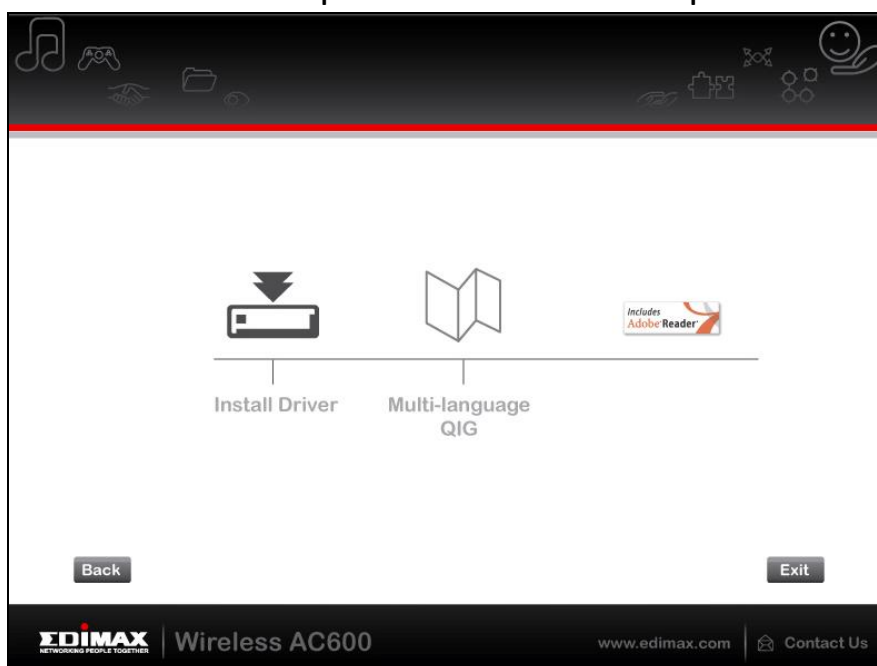 Includes
Adobe Reader
Install Driver
Multi-language
QIG
Back
Exit
EDIMAX
NETWORKING PEOPLE TOGETHER
Wireless AC600
www.edimax.com
Contact Us